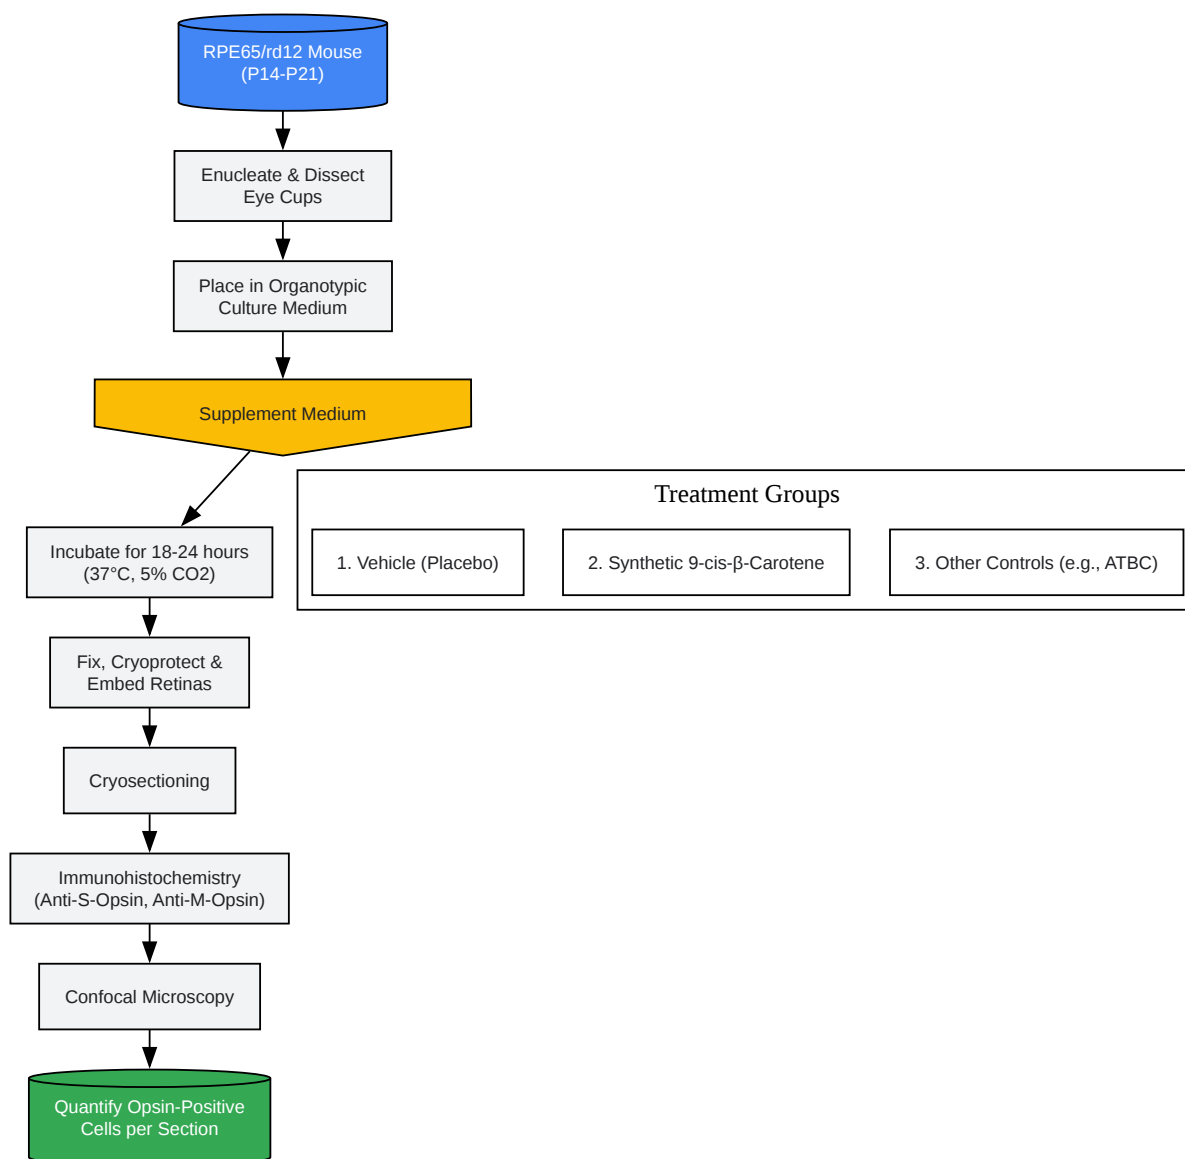 RPE65/rd12 Mouse
(P14-P21)
Enucleate & Dissect
Eye Cups
Place in Organotypic
Culture Medium
Supplement Medium
Treatment Groups
1. Vehicle (Placebo)
2. Synthetic 9-cis-β-Carotene
3. Other Controls (e.g., ATBC)
Incubate for 18-24 hours
(37°C, 5% CO2)
Fix, Cryoprotect &
Embed Retinas
Cryosectioning
Immunohistochemistry
(Anti-S-Opsin, Anti-M-Opsin)
Confocal Microscopy
Quantify Opsin-Positive
Cells per Section